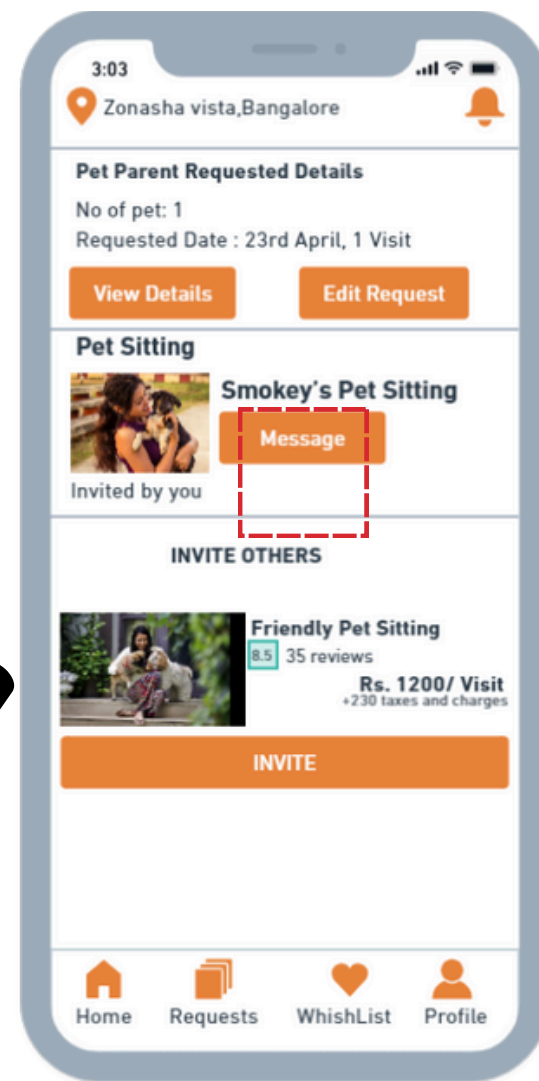 3:03
Zonasha vista,Bangalore
Pet Parent Requested Details
No of pet: 1
Requested Date : 23rd April, 1 Visit
View Details
Edit Request
Pet Sitting
Smokey's Pet Sitting
Message
Invited by you
INVITE OTHERS
Friendly Pet Sitting
8.5 35 reviews
Rs. 1200/ Visit
+230 taxes and charges
INVITE
Home Requests WhishList Profile